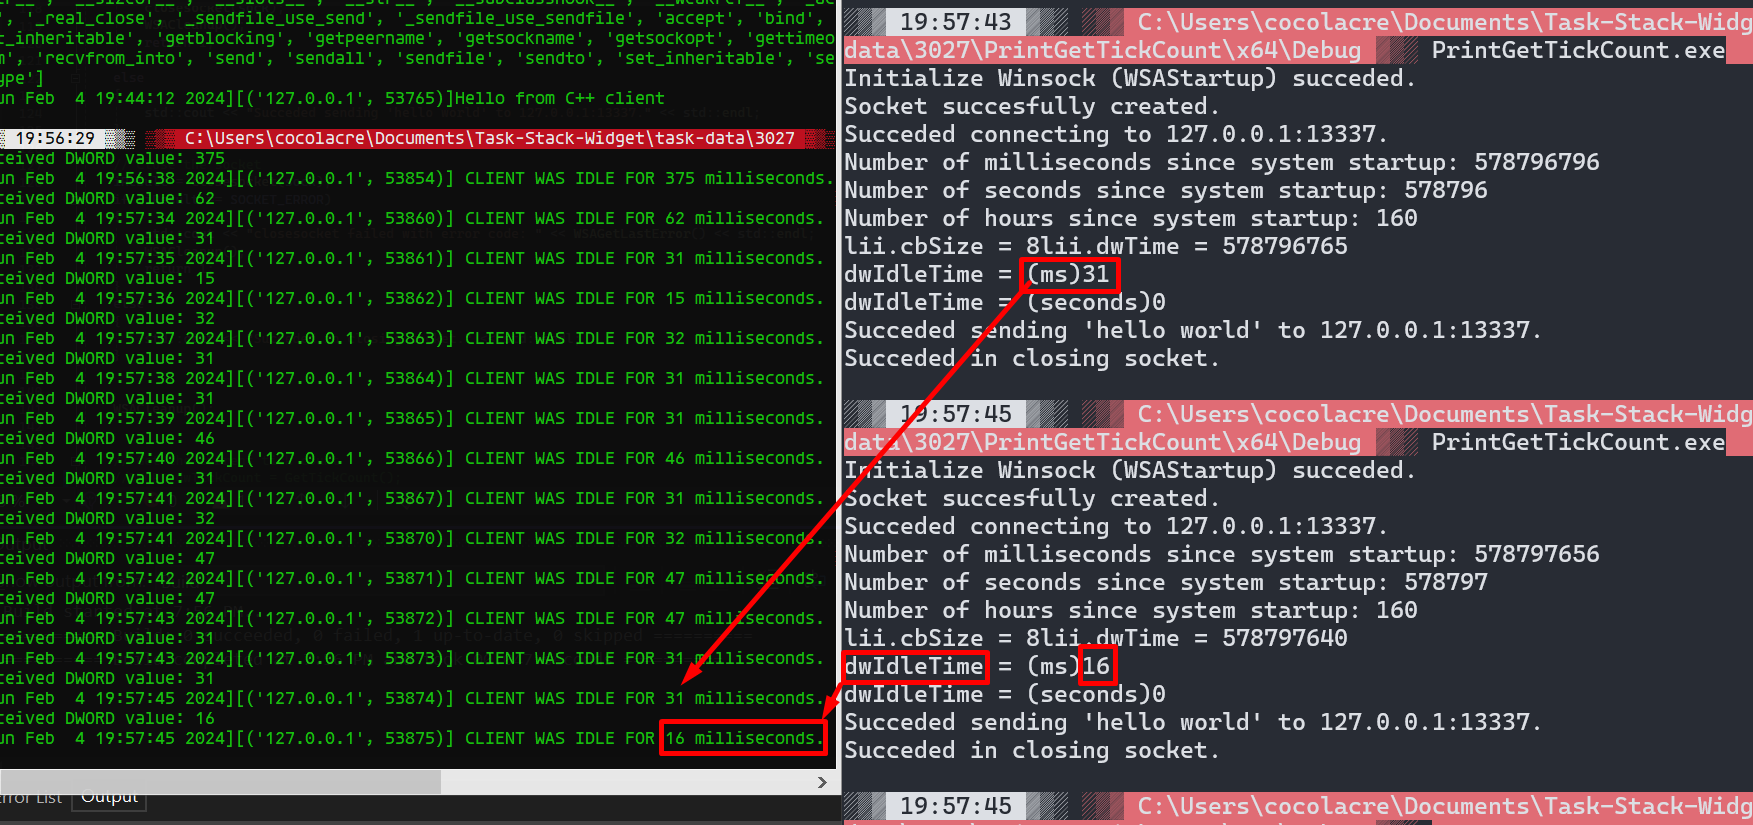 '_real_close', '_sendfile_use_send', '_sendfile_use_sendfile', 'accept', 'bind',
t_inheritable', 'getblocking', 'getpeername', 'getsockname', 'getsockopt', 'gettimeo
m', 'recvfrom_into', 'send', 'sendall', 'sendfile', 'sendto', 'set_inheritable', 'se
ype']
un Feb  4 19:44:12 2024][('127.0.0.1', 53765)]Hello from C++ client
19:56:29 C:\Users\cocolacre\Documents\Task-Stack-Widget\task-data\3027
ceived DWORD value: 375
un Feb  4 19:56:38 2024][('127.0.0.1', 53854)] CLIENT WAS IDLE FOR 375 milliseconds.
ceived DWORD value: 62
un Feb  4 19:57:34 2024][('127.0.0.1', 53860)] CLIENT WAS IDLE FOR 62 milliseconds.
ceived DWORD value: 31
un Feb  4 19:57:35 2024][('127.0.0.1', 53861)] CLIENT WAS IDLE FOR 31 milliseconds.
ceived DWORD value: 15
un Feb  4 19:57:36 2024][('127.0.0.1', 53862)] CLIENT WAS IDLE FOR 15 milliseconds.
ceived DWORD value: 32
un Feb  4 19:57:37 2024][('127.0.0.1', 53863)] CLIENT WAS IDLE FOR 32 milliseconds.
ceived DWORD value: 31
un Feb  4 19:57:38 2024][('127.0.0.1', 53864)] CLIENT WAS IDLE FOR 31 milliseconds.
ceived DWORD value: 31
un Feb  4 19:57:39 2024][('127.0.0.1', 53865)] CLIENT WAS IDLE FOR 31 milliseconds.
ceived DWORD value: 46
un Feb  4 19:57:40 2024][('127.0.0.1', 53866)] CLIENT WAS IDLE FOR 46 milliseconds.
ceived DWORD value: 31
un Feb  4 19:57:41 2024][('127.0.0.1', 53867)] CLIENT WAS IDLE FOR 31 milliseconds.
ceived DWORD value: 32
un Feb  4 19:57:41 2024][('127.0.0.1', 53870)] CLIENT WAS IDLE FOR 32 milliseconds.
ceived DWORD value: 47
un Feb  4 19:57:42 2024][('127.0.0.1', 53871)] CLIENT WAS IDLE FOR 47 milliseconds.
ceived DWORD value: 47
un Feb  4 19:57:43 2024][('127.0.0.1', 53872)] CLIENT WAS IDLE FOR 47 milliseconds.
ceived DWORD value: 31
un Feb  4 19:57:43 2024][('127.0.0.1', 53873)] CLIENT WAS IDLE FOR 31 milliseconds.
ceived DWORD value: 31
un Feb  4 19:57:45 2024][('127.0.0.1', 53874)] CLIENT WAS IDLE FOR 31 milliseconds.
ceived DWORD value: 16
un Feb  4 19:57:45 2024][('127.0.0.1', 53875)] CLIENT WAS IDLE FOR 16 milliseconds.
rror List Output
19:57:43 C:\Users\cocolacre\Documents\Task-Stack-Widg
data\3027\PrintGetTickCount\x64\Debug PrintGetTickCount.exe
Initialize Winsock (WSAStartup) succeded.
Socket succesfully created.
Succeded connecting to 127.0.0.1:13337.
Number of milliseconds since system startup: 578796796
Number of seconds since system startup: 578796
Number of hours since system startup: 160
lii.cbSize = 8lii.dwTime = 578796765
dwIdleTime = (ms)31
dwIdleTime = (seconds)0
Succeded sending 'hello world' to 127.0.0.1:13337.
Succeded in closing socket.
19:57:45 C:\Users\cocolacre\Documents\Task-Stack-Widg
data\3027\PrintGetTickCount\x64\Debug PrintGetTickCount.exe
Initialize Winsock (WSAStartup) succeded.
Socket succesfully created.
Succeded connecting to 127.0.0.1:13337.
Number of milliseconds since system startup: 578797656
Number of seconds since system startup: 578797
Number of hours since system startup: 160
lii.cbSize = 8lii.dwTime = 578797640
dwIdleTime = (ms)16
dwIdleTime = (seconds)0
Succeded sending 'hello world' to 127.0.0.1:13337.
Succeded in closing socket.
19:57:45 C:\Users\cocolacre\Documents\Task-Stack-Widg